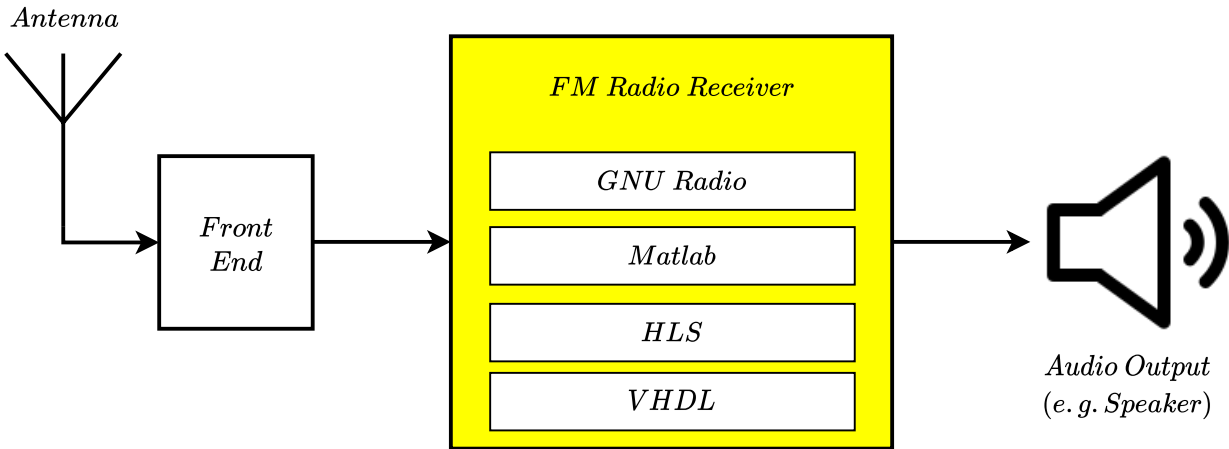 Antenna
Front
End
FM Radio Receiver
GNU Radio
Matlab
HLS
VHDL
Audio Output
(e.g. Speaker)